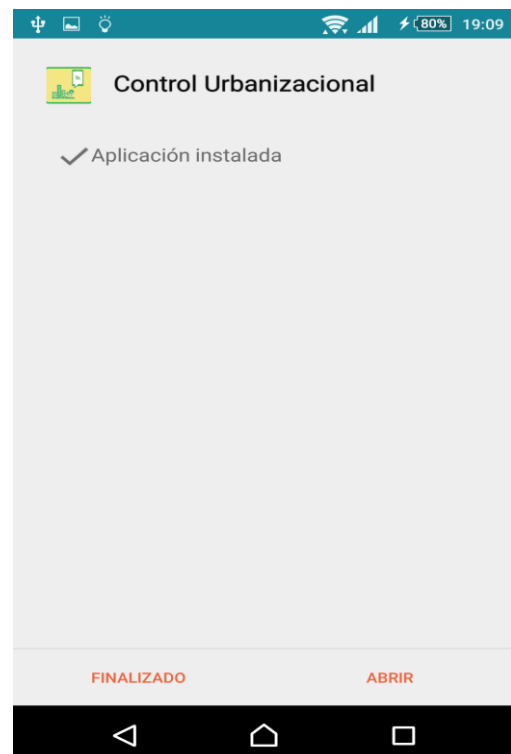 80% 19:09
Control Urbanizacional
Aplicación instalada
FINALIZADO ABRIR